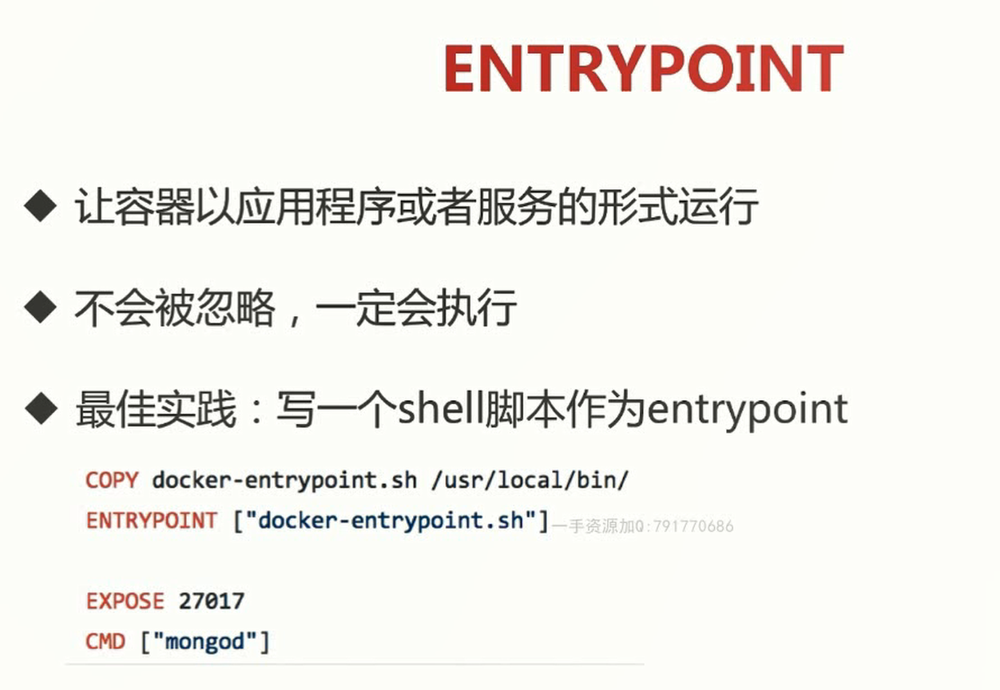 ENTRYPOINT
◆ 让容器以应用程序或者服务的形式运行
◆ 不会被忽略，一定会执行
◆ 最佳实践：写一个shell脚本作为entrypoint
COPY docker-entrypoint.sh /usr/local/bin/
ENTRYPOINT ["docker-entrypoint.sh"]
一手资源加Q:791770686
EXPOSE 27017
CMD ["mongod"]